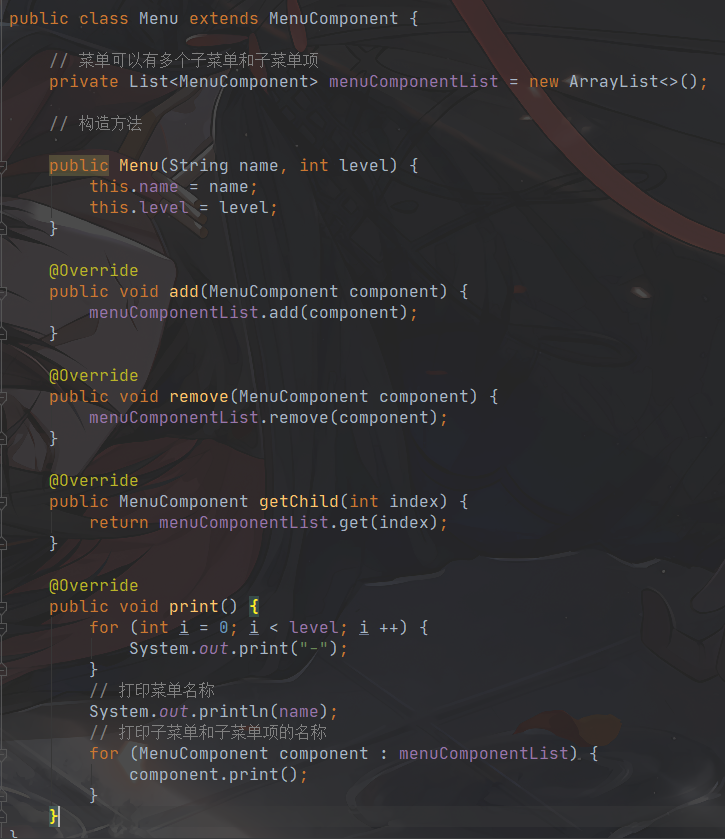 public class Menu extends MenuComponent {
// 菜单可以有多个子菜单和子菜单项
private List<MenuComponent> menuComponentList = new ArrayList<>();
// 构造方法
public Menu(String name, int level) {
this.name = name;
this.level = level;
}
@Override
public void add(MenuComponent component) {
menuComponentList.add(component);
}
@Override
public void remove(MenuComponent component) {
menuComponentList.remove(component);
}
@Override
public MenuComponent getChild(int index) {
return menuComponentList.get(index);
}
@Override
public void print() {
for (int i = 0; i < level; i ++) {
System.out.print("-");
}
// 打印菜单名称
System.out.println(name);
// 打印子菜单和子菜单项的名称
for (MenuComponent component : menuComponentList) {
component.print();
}
}
}